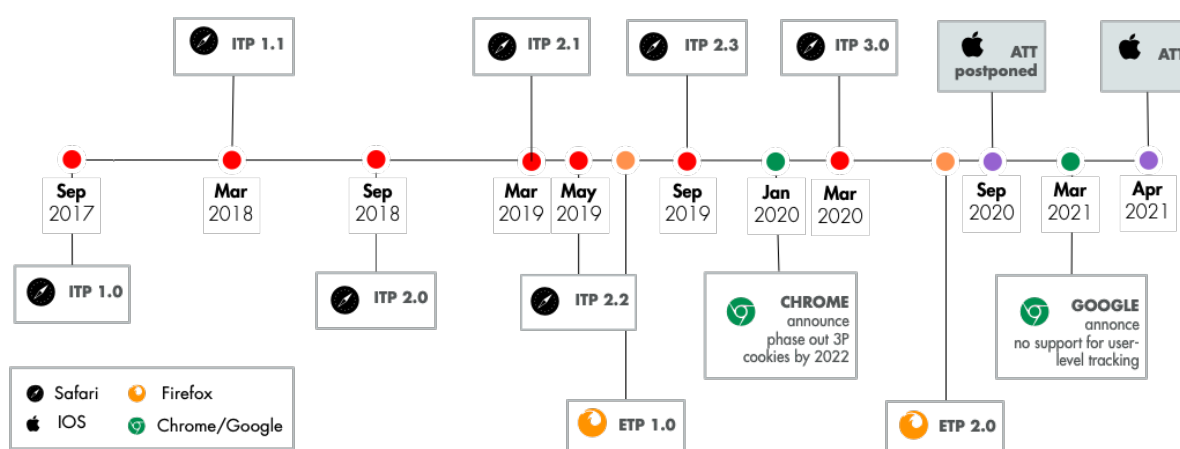 ITP 1.1
ITP 2.1
ITP 2.3
ITP 3.0
ATT
postponed
ATT
Sep
2017
Mar
2018
Sep
2018
Mar
2019
May
2019
Sep
2019
Jan
2020
Mar
2020
Sep
2020
Mar
2021
Apr
2021
ITP 1.0
ITP 2.0
ITP 2.2
CHROME
announce
phase out 3P
cookies by 2022
GOOGLE
annonce
no support for user-
level tracking
Safari
Firefox
IOS
Chrome/Google
ETP 1.0
ETP 2.0